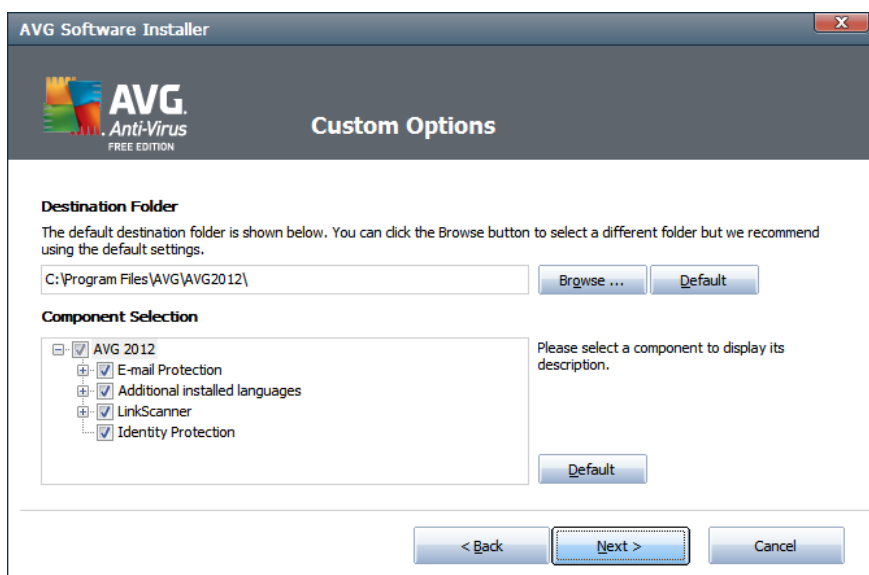 AVG Software Installer
X
AVG.
Anti-Virus
FREE EDITION
Custom Options
Destination Folder
The default destination folder is shown below. You can click the Browse button to select a different folder but we recommend
using the default settings.
C:\Program Files\AVG\AVG2012\
Browse ...
Default
Component Selection
AVG 2012
E-mail Protection
Additional installed languages
LinkScanner
Identity Protection
Please select a component to display its
description.
Default
< Back
Next >
Cancel